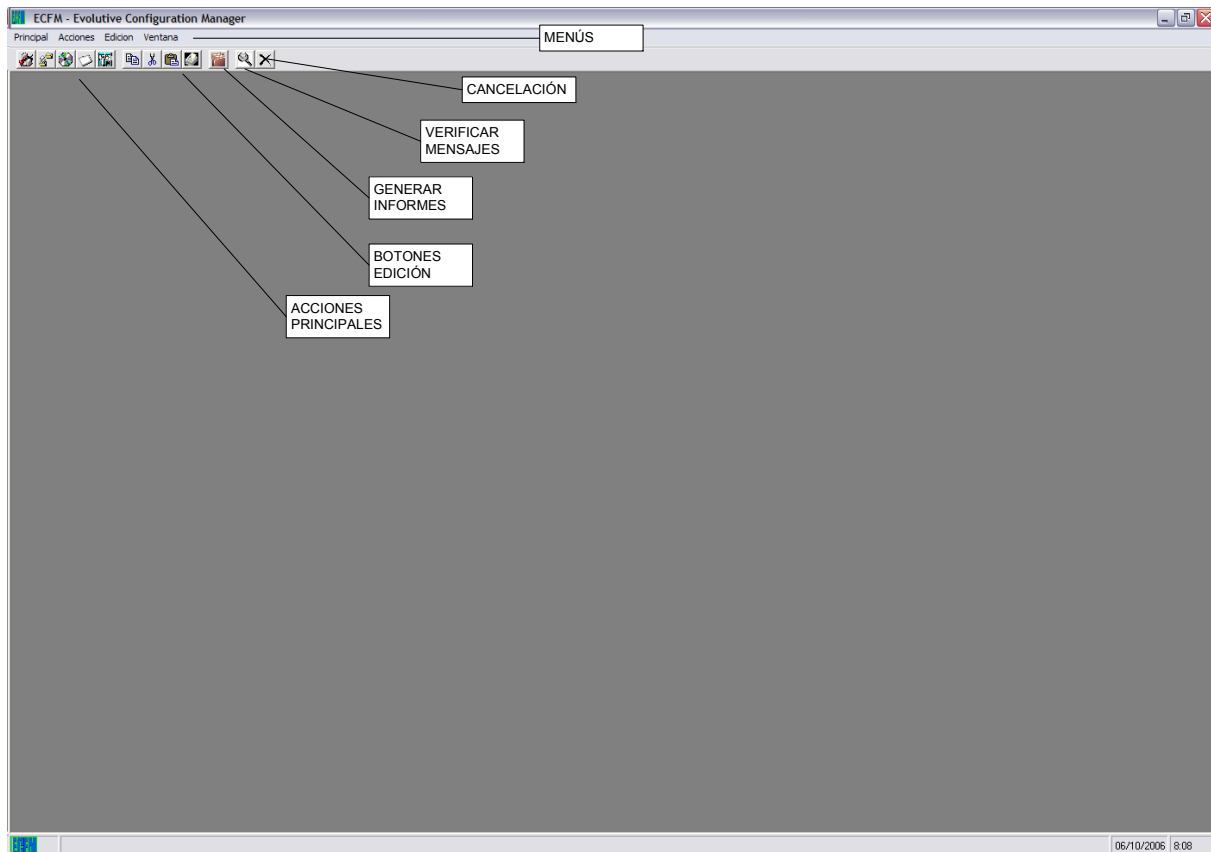 ECFM - Evolutive Configuration Manager
Principal Acciones Edicion Ventana
MENÚS
CANCELACIÓN
VERIFICAR
MENSAJES
GENERAR
INFORMES
BOTONES
EDICIÓN
ACCIONES
PRINCIPALES
06/10/2006 8:08